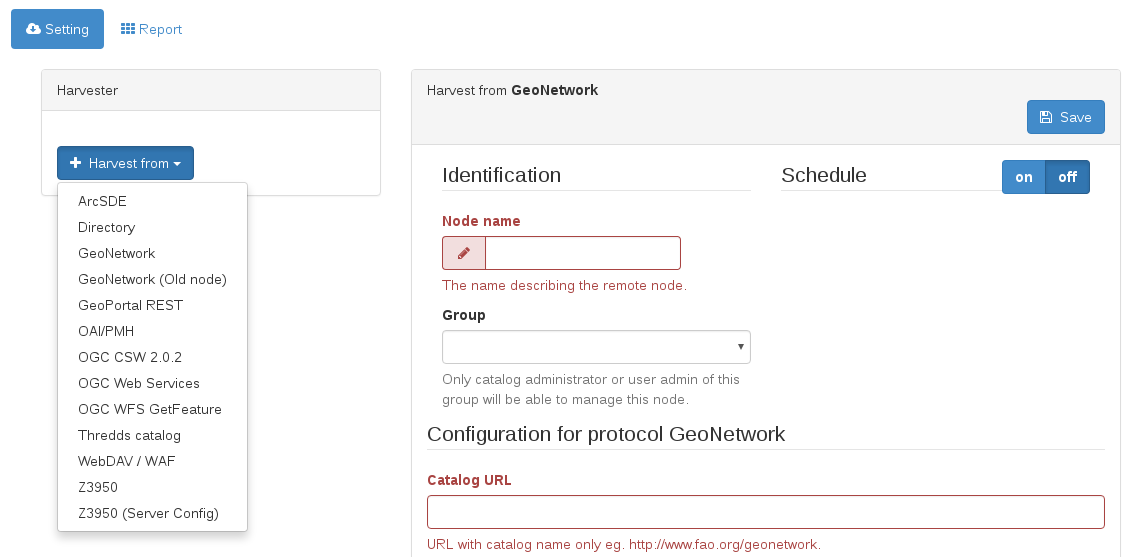 Setting
Report
Harvester
Harvest from
ArcSDE
Directory
GeoNetwork
GeoNetwork (Old node)
GeoPortal REST
OAI/PMH
OGC CSW 2.0.2
OGC Web Services
OGC WFS GetFeature
Thredds catalog
WebDAV / WAF
Z3950
Z3950 (Server Config)
Harvest from GeoNetwork
Save
Identification
Schedule
on
off
Node name
The name describing the remote node.
Group
Only catalog administrator or user admin of this
group will be able to manage this node.
Configuration for protocol GeoNetwork
Catalog URL
URL with catalog name only eg. http://www.fao.org/geonetwork.